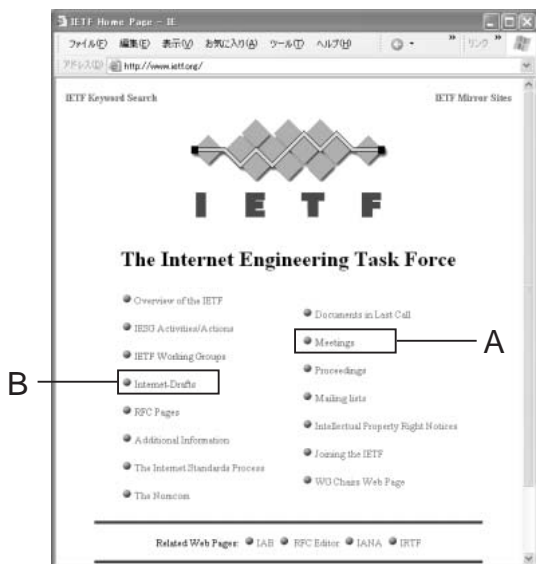 IETF Home Page - IE
ファイル(F) 編集(E) 表示(V) お気に入り(A) ツール(T) ヘルプ(H) » リンク »
アドレス(D) http://www.ietf.org/
IETF Keyword Search IETF Mirror Sites
IETF
The Internet Engineering Task Force
Overview of the IETF
IESG Activities/Actions
IETF Working Groups
B Internet-Drafts
RFC Pages
Additional Information
The Internet Standards Process
The Nomcom
Documents in Last Call
Meetings A
Proceedings
Mailing lists
Intellectual Property Right Notices
Joining the IETF
WG Chairs Web Page
Related Web Pages: IAB RFC Editor IANA IRTF